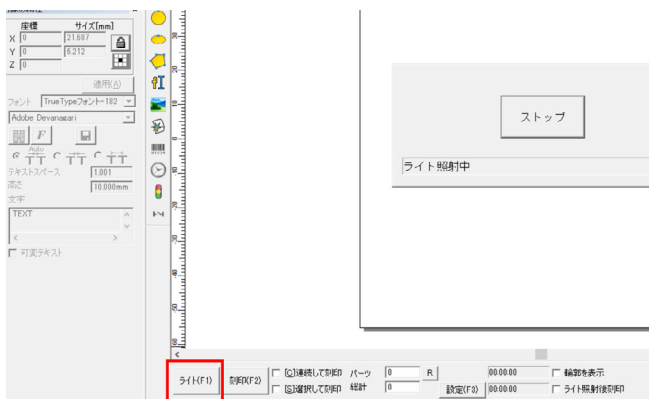 座標 サイズ[mm]
X 0 21.687
Y 0 6.212
Z 0
適用(A)
フォント TrueTypeフォント-182
Adobe Devanagari
F
Auto
TT TT TT
テキストスペース 1.001
高さ 10.000mm
文字
TEXT
可変テキスト
ストップ
ライト照射中
ライト(F1) 刻印(F2)
[C]連続して刻印 パーツ 0 R 00:00:00 輪郭を表示
[S]選択して刻印 総計 0 設定(F3) 00:00:00 ライト照射後刻印